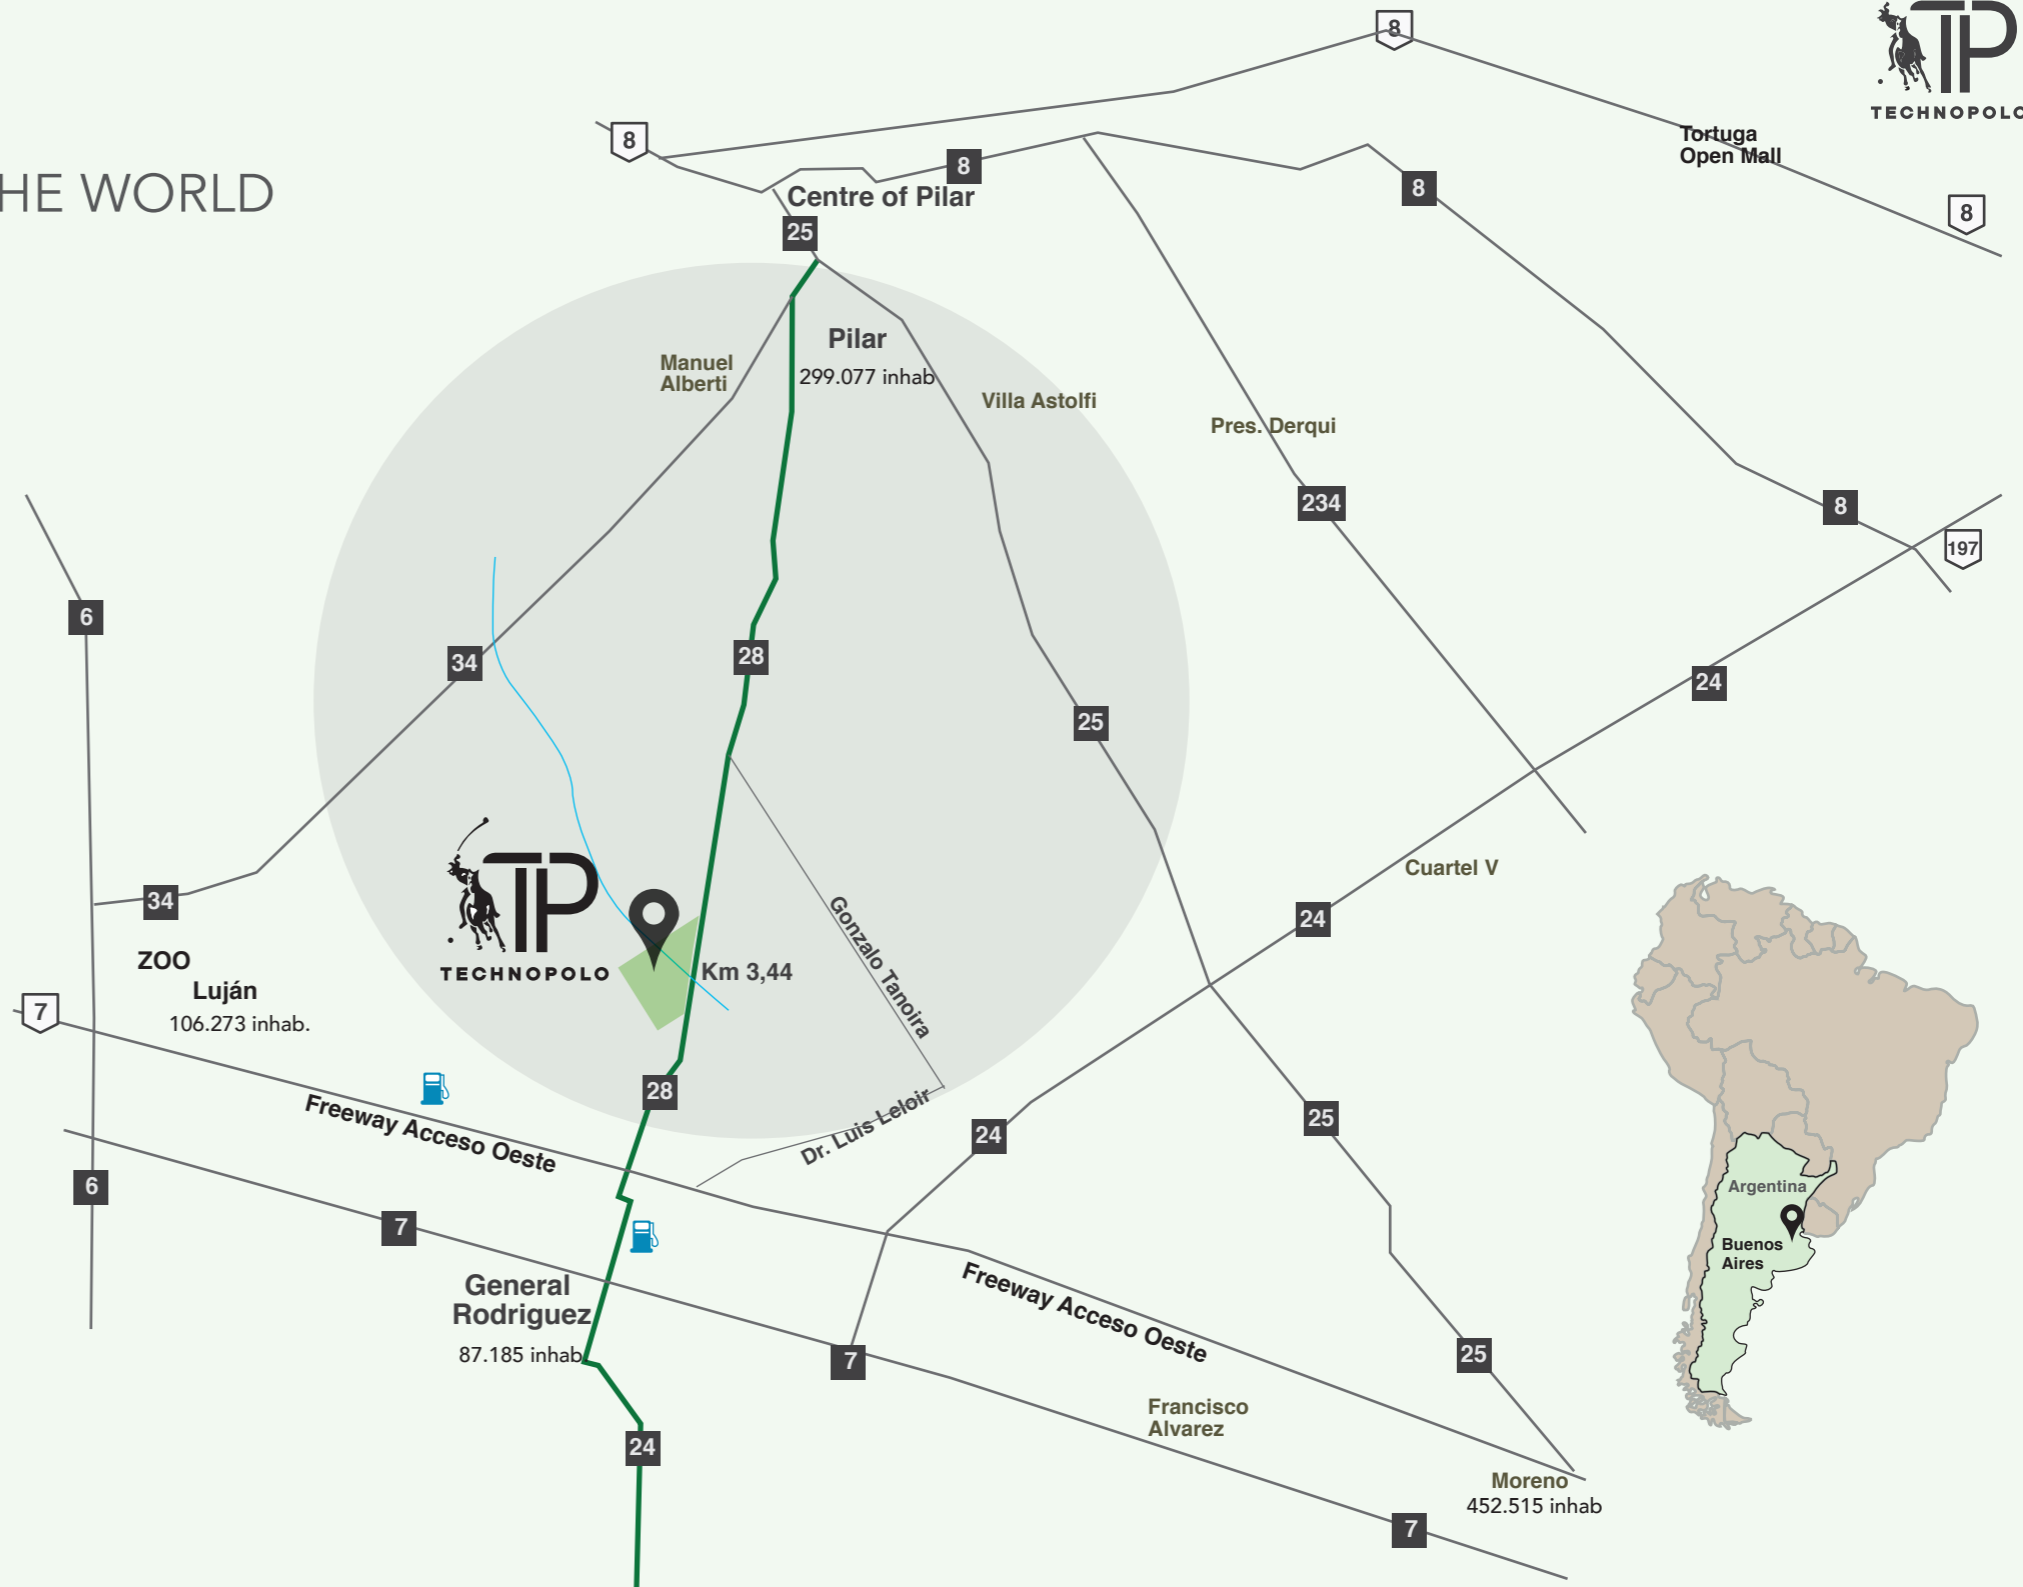 8
TP
TECHNOPOLO
8
Tortuga
Open Mall
8
HE WORLD
8
Centre of Pilar
8
25
Pilar
299.077 inhab
Manuel
Alberti
Villa Astolfi
Pres. Derqui
234
8
197
6
34
28
24
25
Cuartel V
34
TP
TECHNOPOLO
Km 3,44
Gonzalo Tanoira
24
ZOO
Luján
106.273 inhab.
7
28
Freeway Acceso Oeste
Dr. Luis Leloir
24
25
6
7
Argentina
Buenos
Aires
General
Rodriguez
87.185 inhab
Freeway Acceso Oeste
7
25
Francisco
Alvarez
24
Moreno
452.515 inhab
7